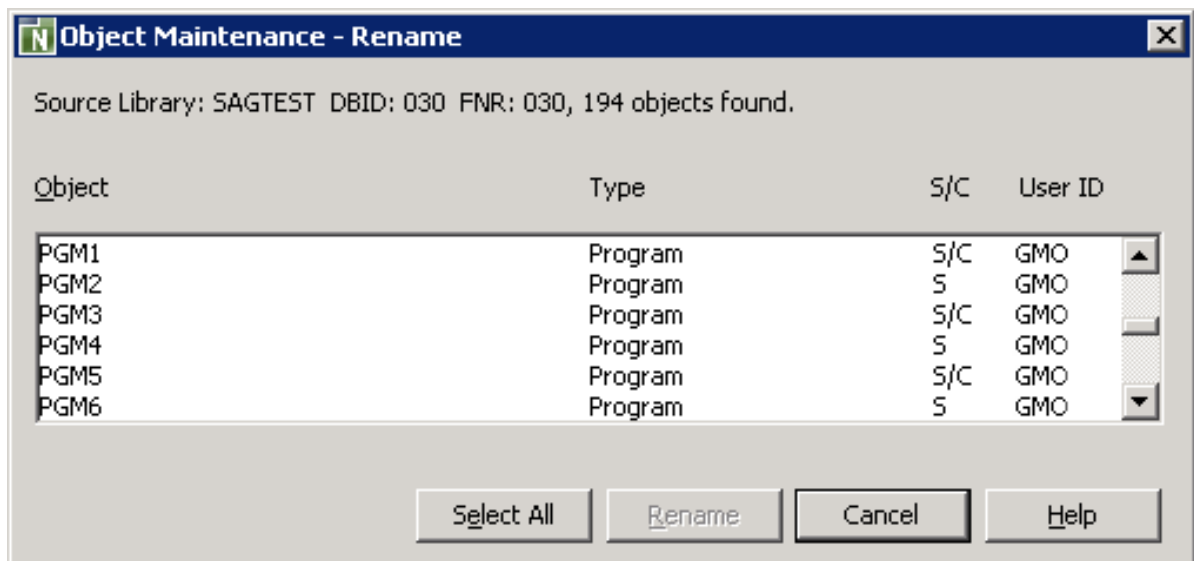 Object Maintenance - Rename
Source Library: SAGTEST DBID: 030 FNR: 030, 194 objects found.
Object Type S/C User ID
PGM1 Program S/C GMO
PGM2 Program S GMO
PGM3 Program S/C GMO
PGM4 Program S GMO
PGM5 Program S/C GMO
PGM6 Program S GMO
Select All Rename Cancel Help